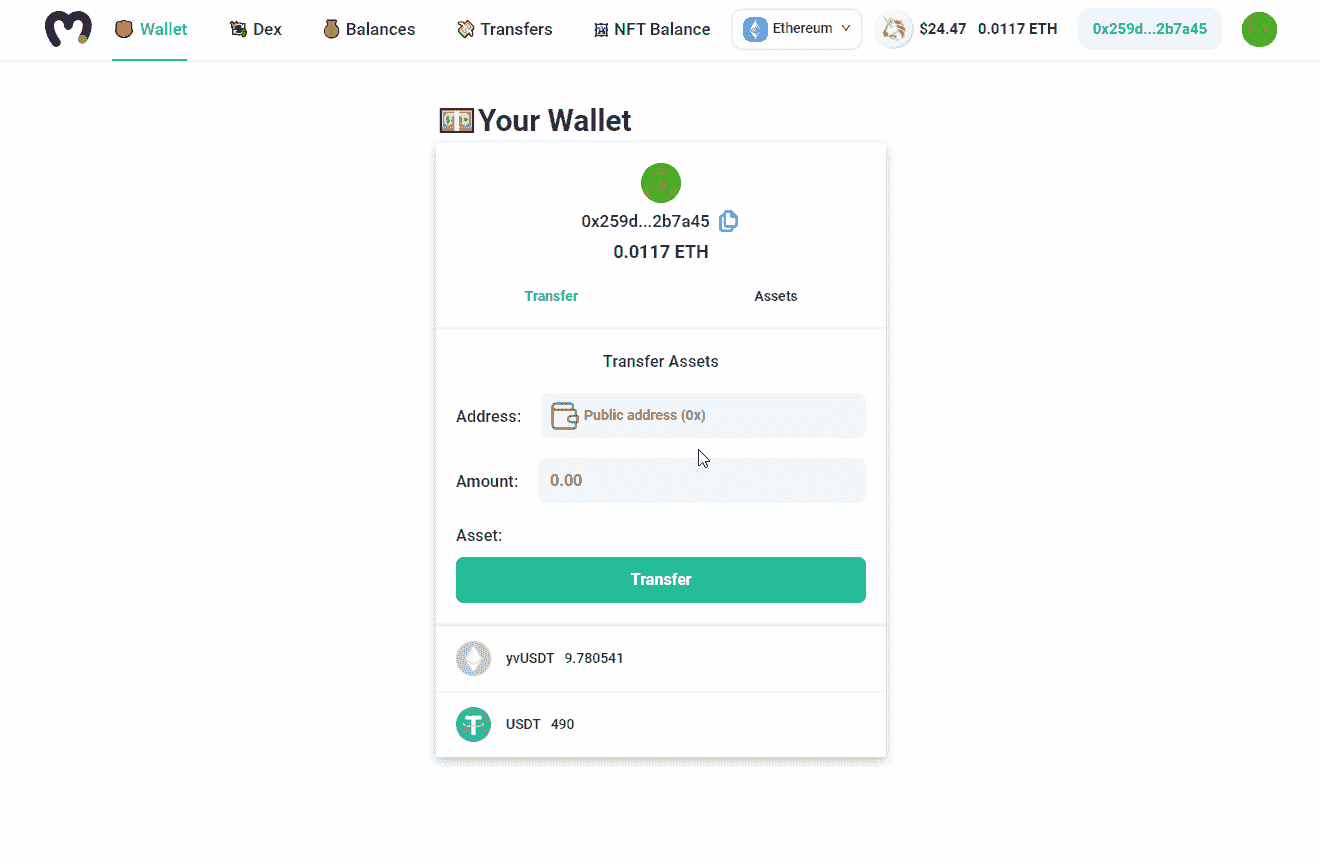 Wallet Dex Balances Transfers NFT Balance Ethereum $24.47 0.0117 ETH 0x259d...2b7a45
Your Wallet
0x259d...2b7a45
0.0117 ETH
Transfer Assets
Transfer Assets
Address: Public address (0x)
Amount: 0.00
Asset:
Transfer
yvUSDT 9.780541
USDT 490